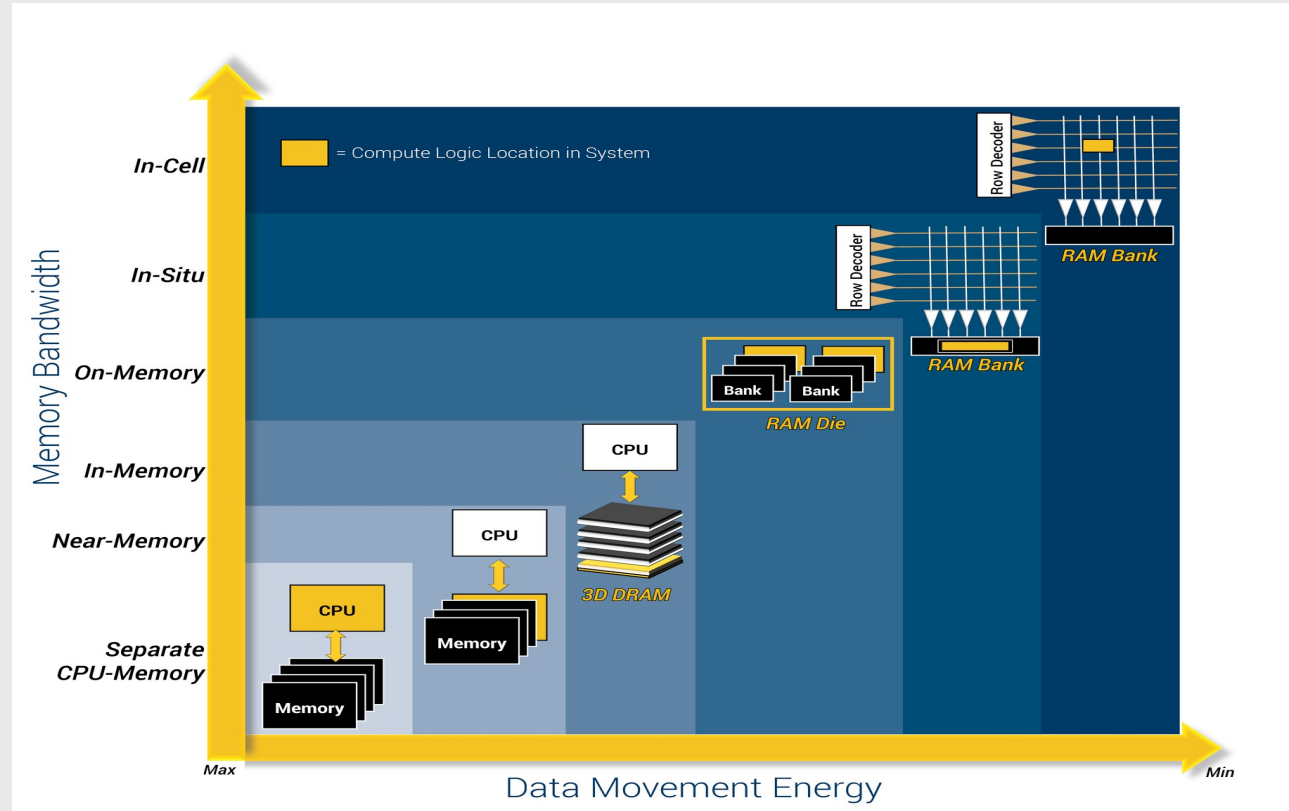 Memory Bandwidth
In-Cell
In-Situ
On-Memory
In-Memory
Near-Memory
Separate
CPU-Memory
= Compute Logic Location in System
Row Decoder
RAM Bank
Row Decoder
RAM Bank
Bank
Bank
RAM Die
CPU
3D DRAM
CPU
Memory
CPU
Memory
Max
Data Movement Energy
Min